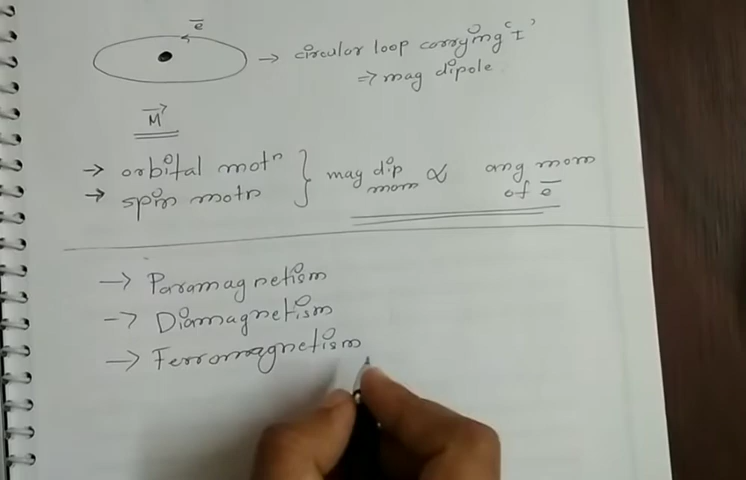 e̅
→ circular loop carrying 'I'
⇒ mag dipole
M⃗
→ orbital motⁿ } mag dip mom ∝ ang mom of e̅
→ spin motn
→ Paramagnetism
→ Diamagnetism
→ Ferromagnetism